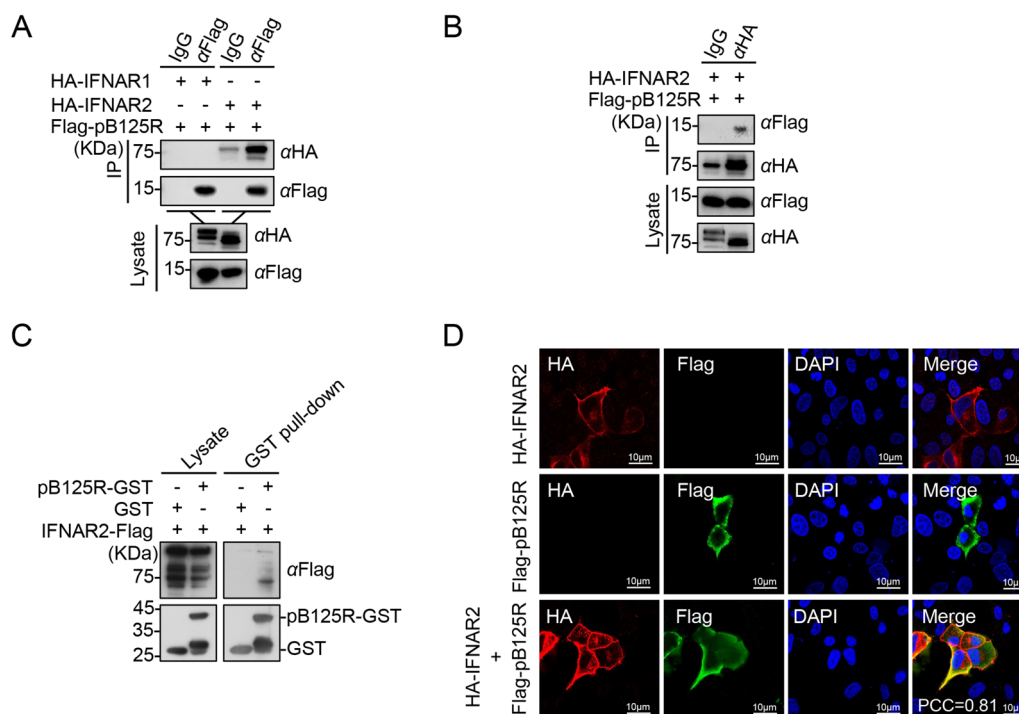 A
IgG
αFlag
IgG
αFlag
HA-IFNAR1 + + - -
HA-IFNAR2 - - + +
Flag-pB125R + + + +
(KDa)
IP
75
αHA
15
αFlag
Lysate
75
αHA
15
αFlag
B
IgG
αHA
HA-IFNAR2 + +
Flag-pB125R + +
(KDa)
IP
15
αFlag
75
αHA
Lysate
15
αFlag
75
αHA
C
Lysate
GST pull-down
pB125R-GST - + - +
GST + - + -
IFNAR2-Flag + + + +
(KDa)
75
αFlag
45
pB125R-GST
35
25
GST
D
HA-IFNAR2
HA
Flag
DAPI
Merge
10μm
10μm
10μm
10μm
Flag-pB125R
HA
Flag
DAPI
Merge
10μm
10μm
10μm
10μm
HA-IFNAR2
+
Flag-pB125R
HA
Flag
DAPI
Merge
PCC=0.81
10μm
10μm
10μm
10μm